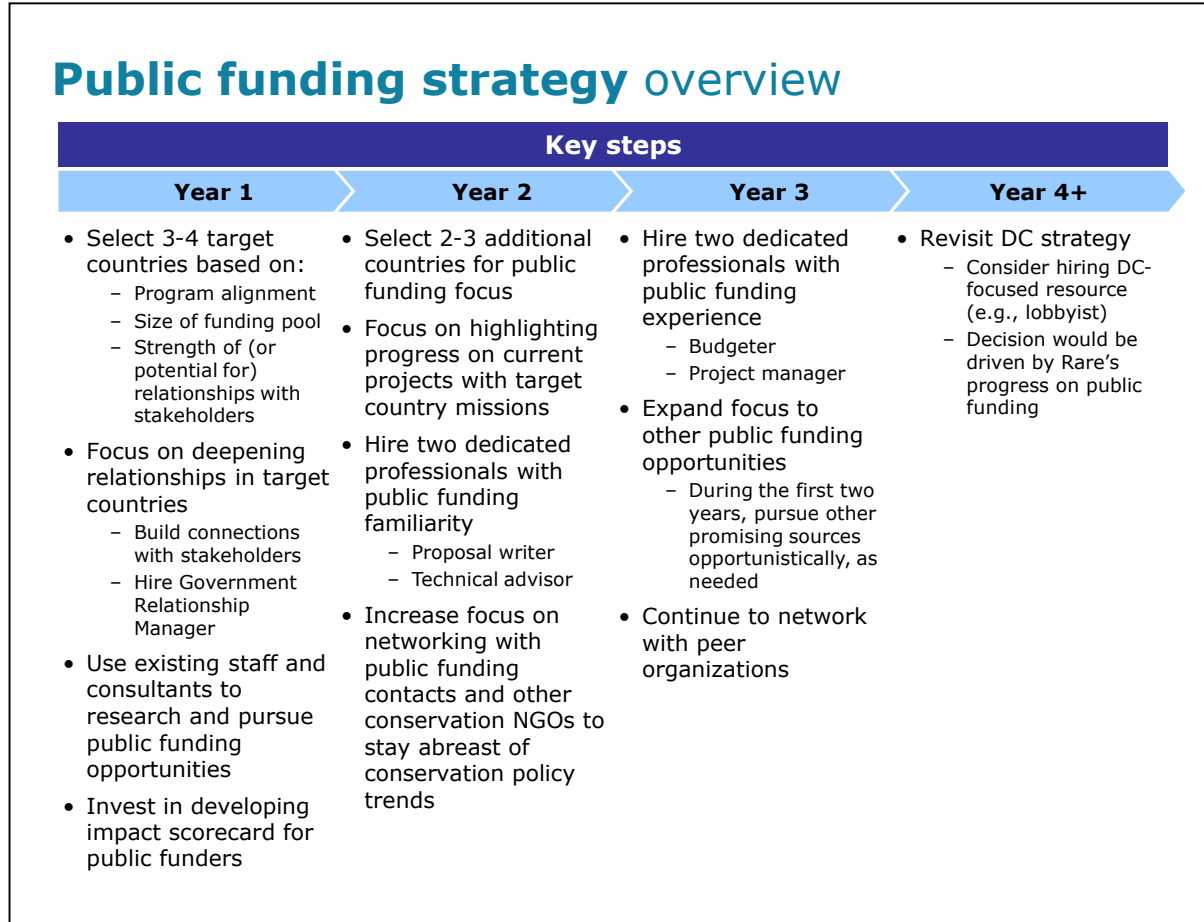 Public funding strategy overview
Key steps
Year 1
Year 2
Year 3
Year 4+
• Select 3-4 target
countries based on:
– Program alignment
– Size of funding pool
– Strength of (or
potential for)
relationships with
stakeholders
• Focus on deepening
relationships in target
countries
– Build connections
with stakeholders
– Hire Government
Relationship
Manager
• Use existing staff and
consultants to
research and pursue
public funding
opportunities
• Invest in developing
impact scorecard for
public funders
• Select 2-3 additional
countries for public
funding focus
• Focus on highlighting
progress on current
projects with target
country missions
• Hire two dedicated
professionals with
public funding
familiarity
– Proposal writer
– Technical advisor
• Increase focus on
networking with
public funding
contacts and other
conservation NGOs to
stay abreast of
conservation policy
trends
• Hire two dedicated
professionals with
public funding
experience
– Budgeter
– Project manager
• Expand focus to
other public funding
opportunities
– During the first two
years, pursue other
promising sources
opportunistically, as
needed
• Continue to network
with peer
organizations
• Revisit DC strategy
– Consider hiring DC-
focused resource
(e.g., lobbyist)
– Decision would be
driven by Rare’s
progress on public
funding